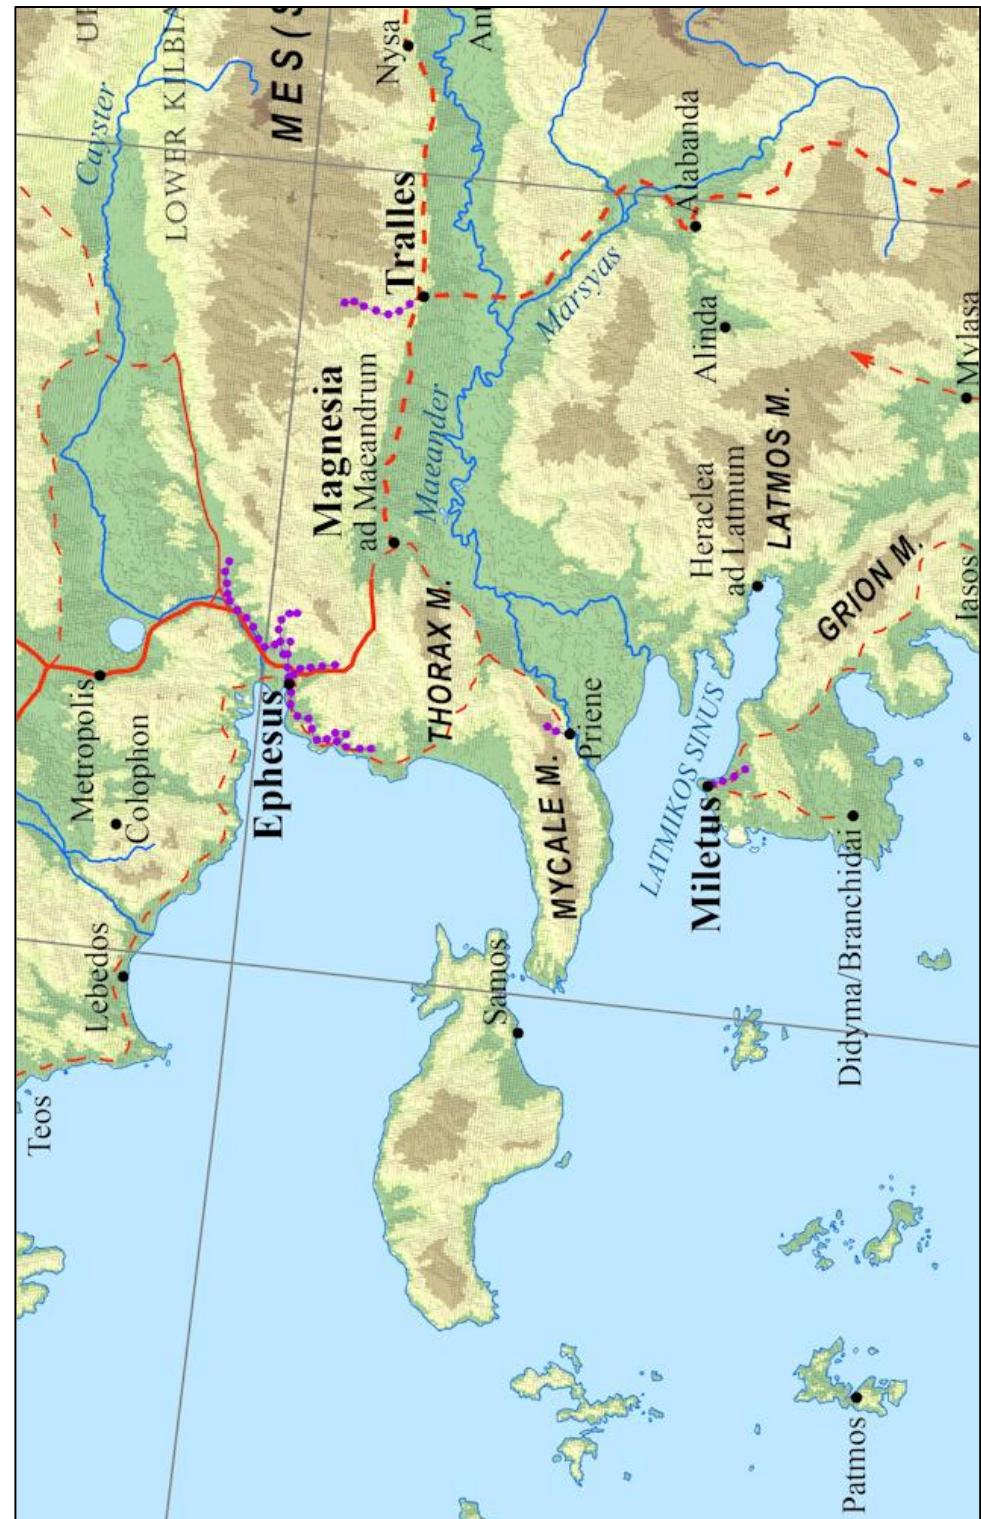 Teos
Lebedos
Metropolis
Cayster
Colophon
LOWER KILBIA
Ephesus
MES (S
Magnesia
ad Maeandrum
Tralles
Nysa
Maeander
THORAX M.
Samos
MYCALE M.
Priene
Marsyas
LATMIKOS SINUS
Miletus
Heraclea
ad Latmum
Alinda
Alabanda
LATMOS M.
Patmos
Didyma/Branchidai
GRION M.
Iasos
Mylasa